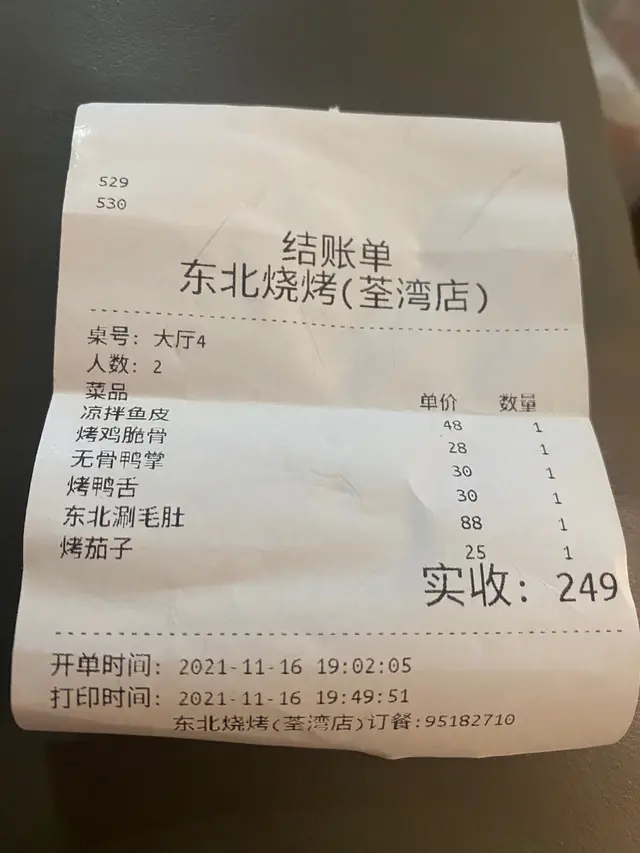 529
530
结账单
东北烧烤(荃湾店)
桌号: 大厅4
人数: 2
菜品 单价 数量
凉拌鱼皮 48 1
烤鸡脆骨 28 1
无骨鸭掌 30 1
烤鸭舌 30 1
东北涮毛肚 88 1
烤茄子 25 1
实收: 249
开单时间: 2021-11-16 19:02:05
打印时间: 2021-11-16 19:49:51
东北烧烤(荃湾店)订餐:95182710